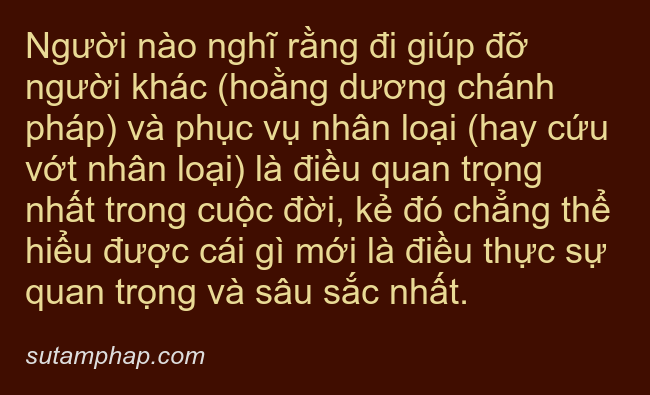 Người nào nghĩ rằng đi giúp đỡ
người khác (hoằng dương chánh
pháp) và phục vụ nhân loại (hay cứu
vớt nhân loại) là điều quan trọng
nhất trong cuộc đời, kẻ đó chẳng thể
hiểu được cái gì mới là điều thực sự
quan trọng và sâu sắc nhất.
sutamphap.com